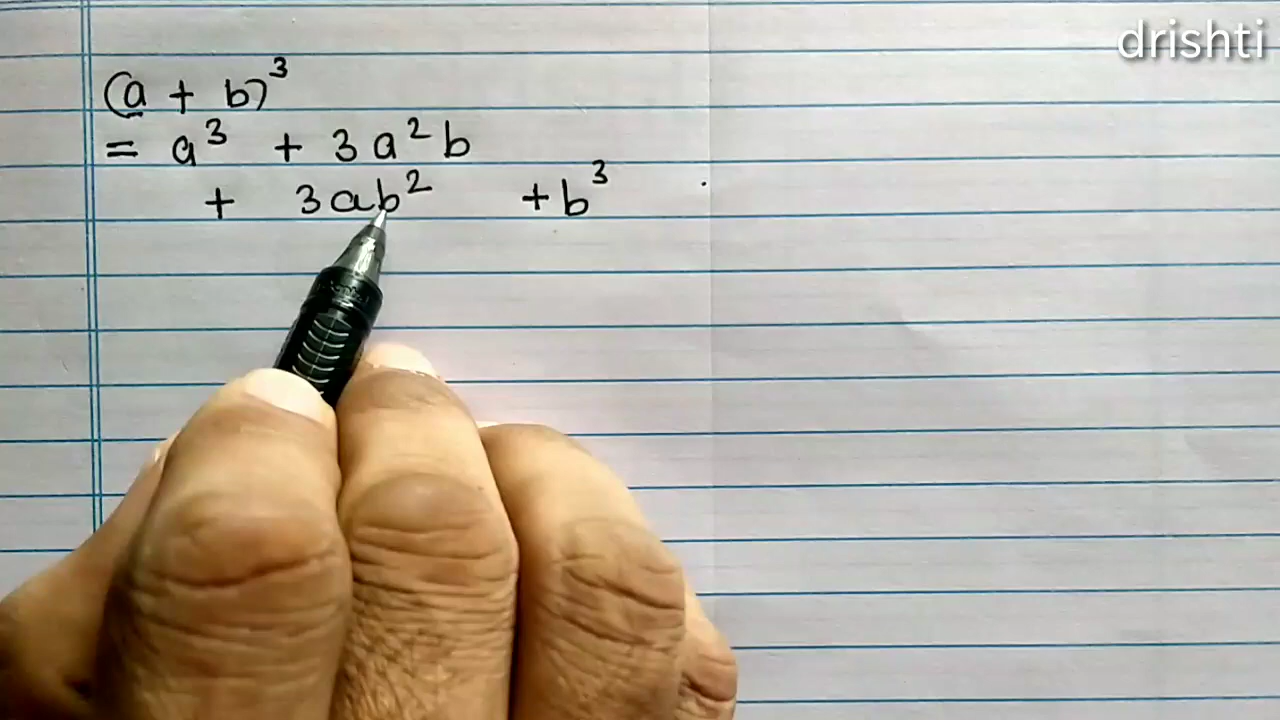 drishti
(a + b)³
= a³ + 3a²b
+ 3ab² + b³